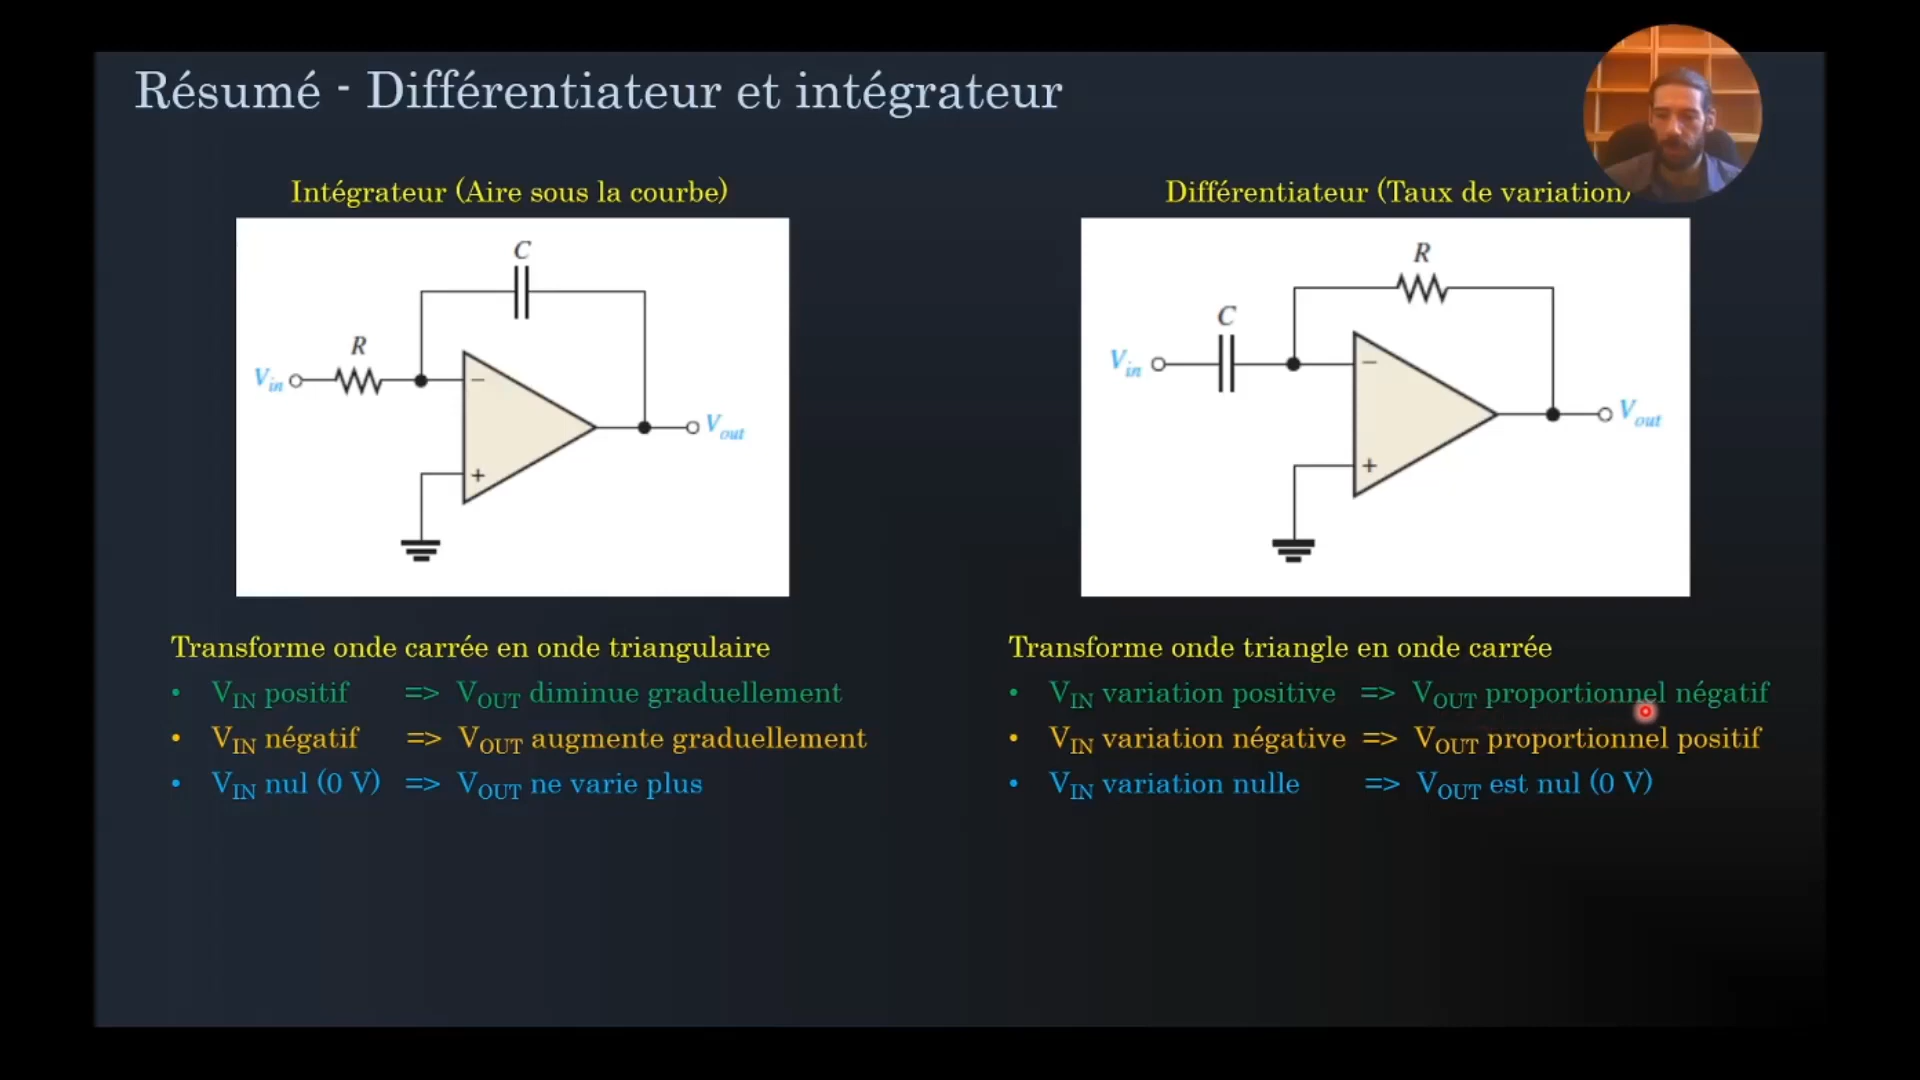 Résumé - Différentiateur et intégrateur
Intégrateur (Aire sous la courbe)
C
R
Vin
−
+
Vout
Transforme onde carrée en onde triangulaire
• VIN positif => VOUT diminue graduellement
• VIN négatif => VOUT augmente graduellement
• VIN nul (0 V) => VOUT ne varie plus
Différentiateur (Taux de variation)
R
C
Vin
−
+
Vout
Transforme onde triangle en onde carrée
• VIN variation positive => VOUT proportionnel négatif
• VIN variation négative => VOUT proportionnel positif
• VIN variation nulle => VOUT est nul (0 V)